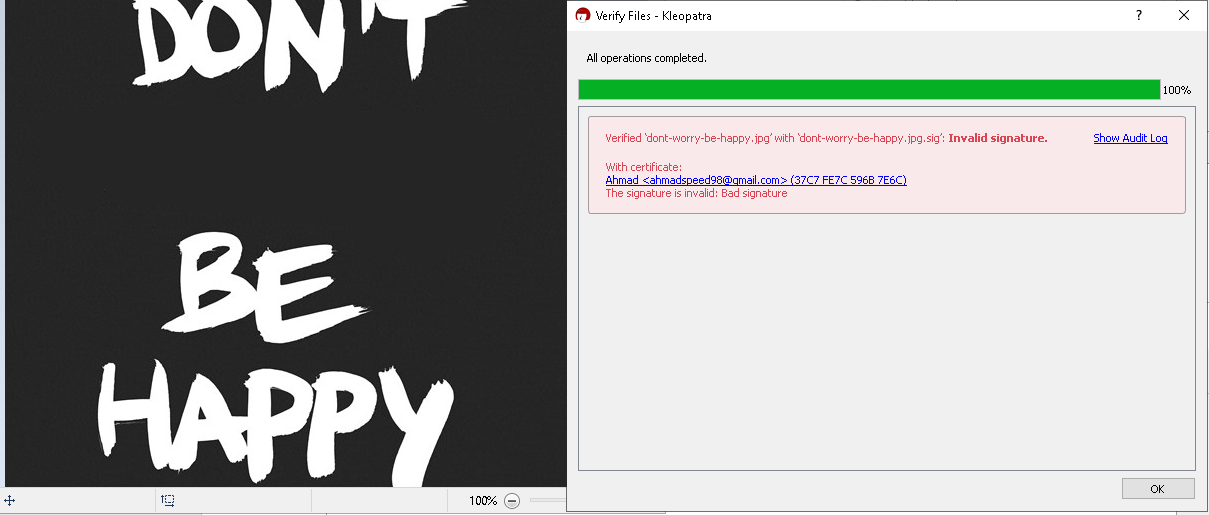 DON'T
BE
HAPPY
100%
Verify Files - Kleopatra
?
All operations completed.
100%
Verified ‘dont-worry-be-happy.jpg’ with ‘dont-worry-be-happy.jpg.sig’: Invalid signature.
Show Audit Log
With certificate:
Ahmad <ahmadspeed98@gmail.com> (37C7 FE7C 596B 7E6C)
The signature is invalid: Bad signature
OK